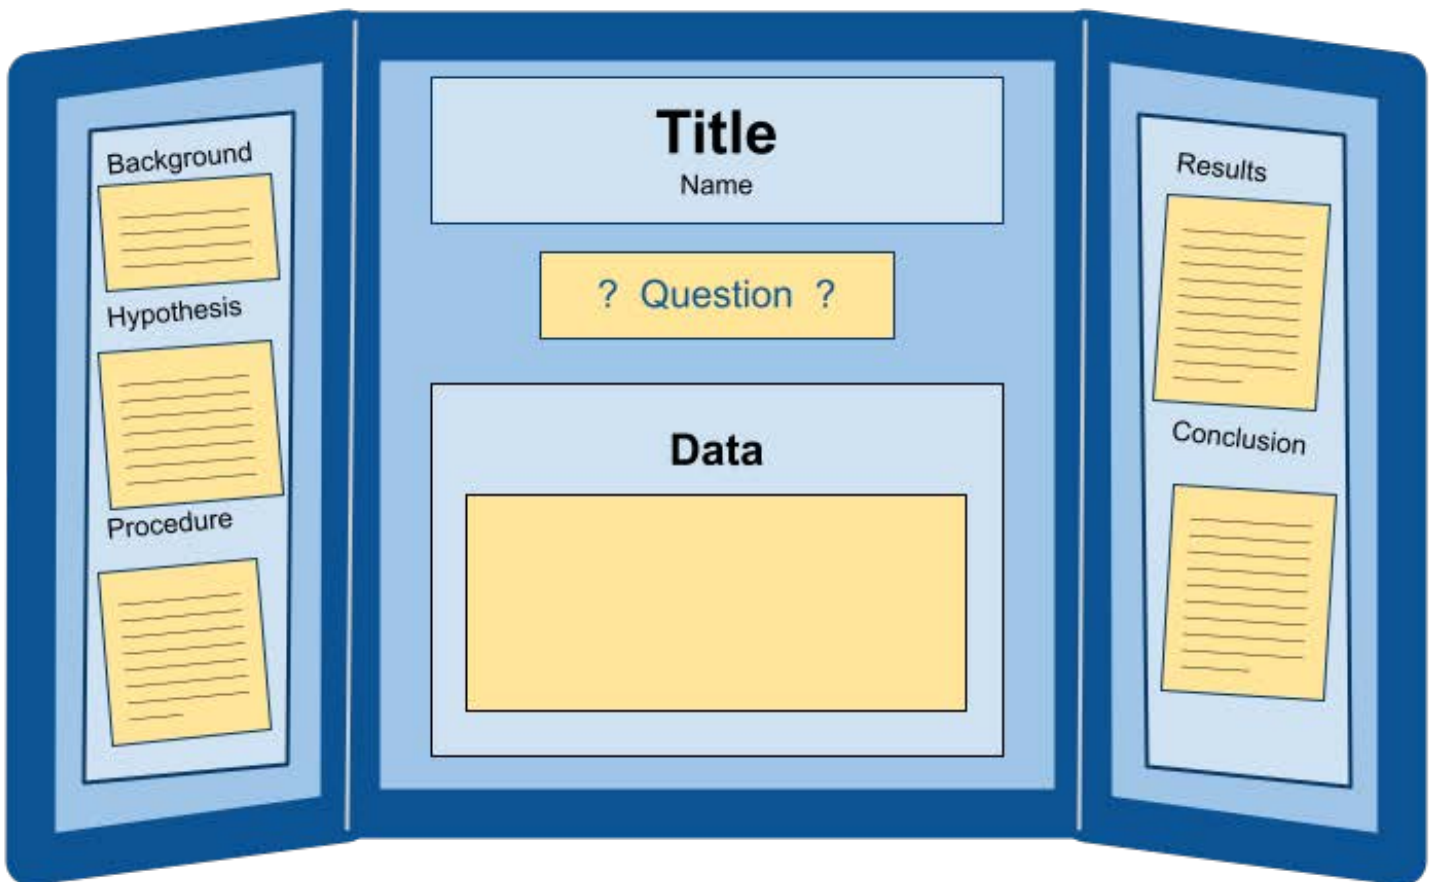 Background
Hypothesis
Procedure
Title
Name
? Question ?
Data
Results
Conclusion